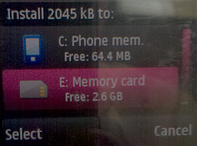 Install 2045 kB to:
C: Phone mem.
Free: 64.4 MB
E: Memory card
Free: 2.6 GB
Select
Cancel